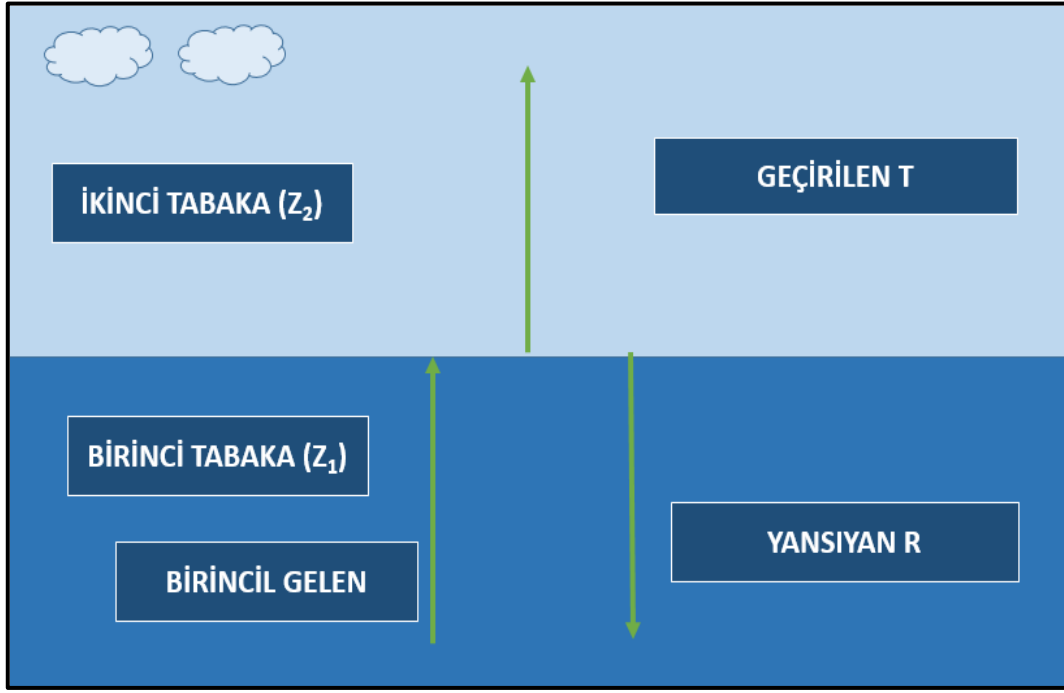 İKİNCİ TABAKA (Z₂)
GEÇİRİLEN T
BİRİNCİ TABAKA (Z₁)
YANSIYAN R
BİRİNCİL GELEN